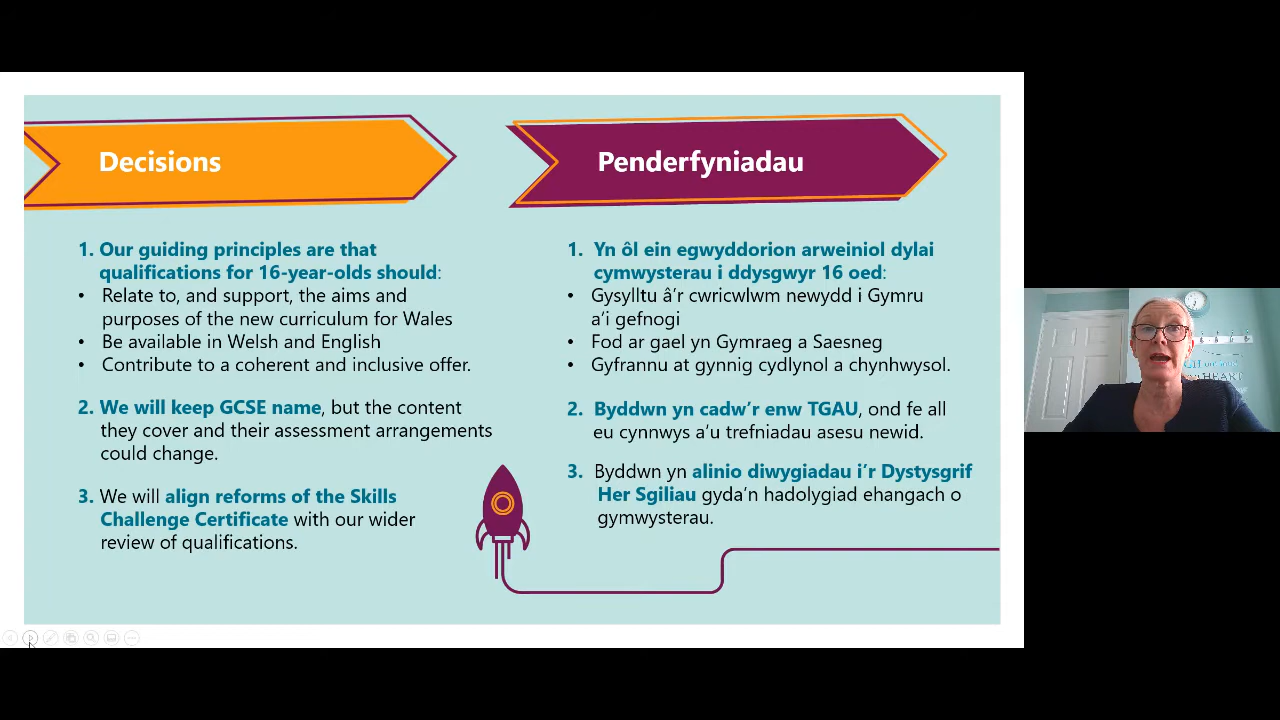 Decisions
1. Our guiding principles are that
qualifications for 16-year-olds should:
• Relate to, and support, the aims and
purposes of the new curriculum for Wales
• Be available in Welsh and English
• Contribute to a coherent and inclusive offer.
2. We will keep GCSE name, but the content
they cover and their assessment arrangements
could change.
3. We will align reforms of the Skills
Challenge Certificate with our wider
review of qualifications.
Penderfyniadau
1. Yn ôl ein egwyddorion arweiniol dylai
cymwysterau i ddysgwyr 16 oed:
• Gysylltu â'r cwricwlwm newydd i Gymru
a'i gefnogi
• Fod ar gael yn Gymraeg a Saesneg
• Gyfrannu at gynnig cydlynol a chynhwysol.
2. Byddwn yn cadw'r enw TGAU, ond fe all
eu cynnwys a'u trefniadau asesu newid.
3. Byddwn yn alinio diwygiadau i'r Dystysgrif
Her Sgiliau gyda'n hadolygiad ehangach o
gymwysterau.
HEART